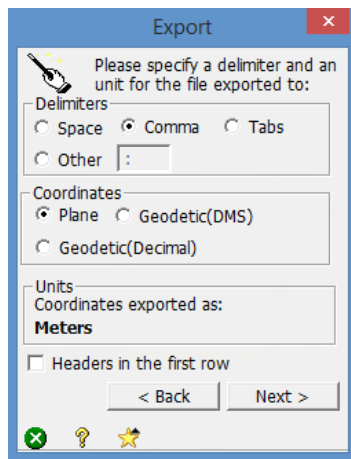 Export
Please specify a delimiter and an
unit for the file exported to:
Delimiters
Space Comma Tabs
Other :
Coordinates
Plane Geodetic(DMS)
Geodetic(Decimal)
Units
Coordinates exported as:
Meters
Headers in the first row
< Back Next >